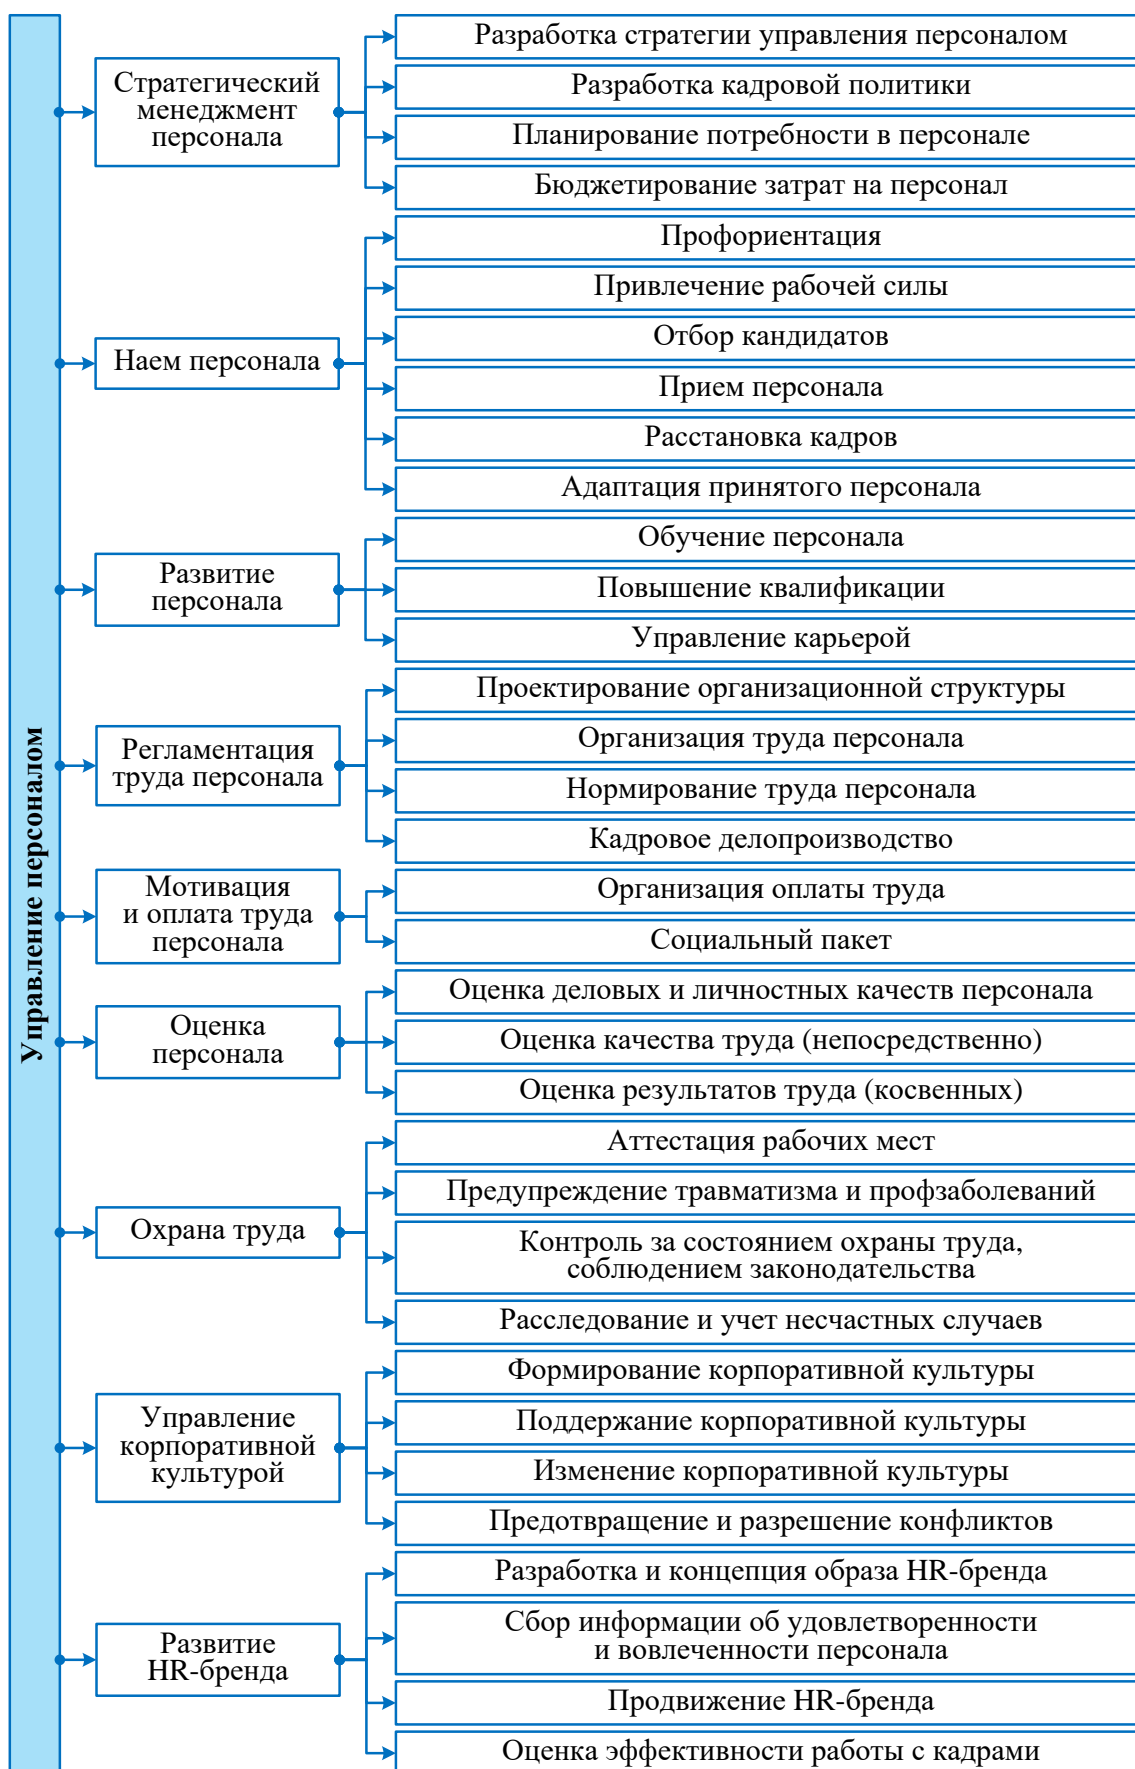 Управление персоналом
Стратегический
менеджмент
персонала
Разработка стратегии управления персоналом
Разработка кадровой политики
Планирование потребности в персонале
Бюджетирование затрат на персонал
Наем персонала
Профориентация
Привлечение рабочей силы
Отбор кандидатов
Прием персонала
Расстановка кадров
Адаптация принятого персонала
Развитие
персонала
Обучение персонала
Повышение квалификации
Управление карьерой
Регламентация
труда персонала
Проектирование организационной структуры
Организация труда персонала
Нормирование труда персонала
Кадровое делопроизводство
Мотивация
и оплата труда
персонала
Организация оплаты труда
Социальный пакет
Оценка
персонала
Оценка деловых и личностных качеств персонала
Оценка качества труда (непосредственно)
Оценка результатов труда (косвенных)
Охрана труда
Аттестация рабочих мест
Предупреждение травматизма и профзаболеваний
Контроль за состоянием охраны труда,
соблюдением законодательства
Расследование и учет несчастных случаев
Управление
корпоративной
культурой
Формирование корпоративной культуры
Поддержание корпоративной культуры
Изменение корпоративной культуры
Предотвращение и разрешение конфликтов
Развитие
HR-бренда
Разработка и концепция образа HR-бренда
Сбор информации об удовлетворенности
и вовлеченности персонала
Продвижение HR-бренда
Оценка эффективности работы с кадрами